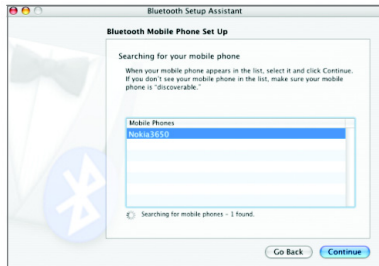 Bluetooth Setup Assistant
Bluetooth Mobile Phone Set Up
Searching for your mobile phone
When your mobile phone appears in the list, select it and click Continue.
If you don't see your mobile phone in the list, make sure your mobile
phone is "discoverable."
Mobile Phones
Nokia3650
Searching for mobile phones – 1 found.
Go Back
Continue